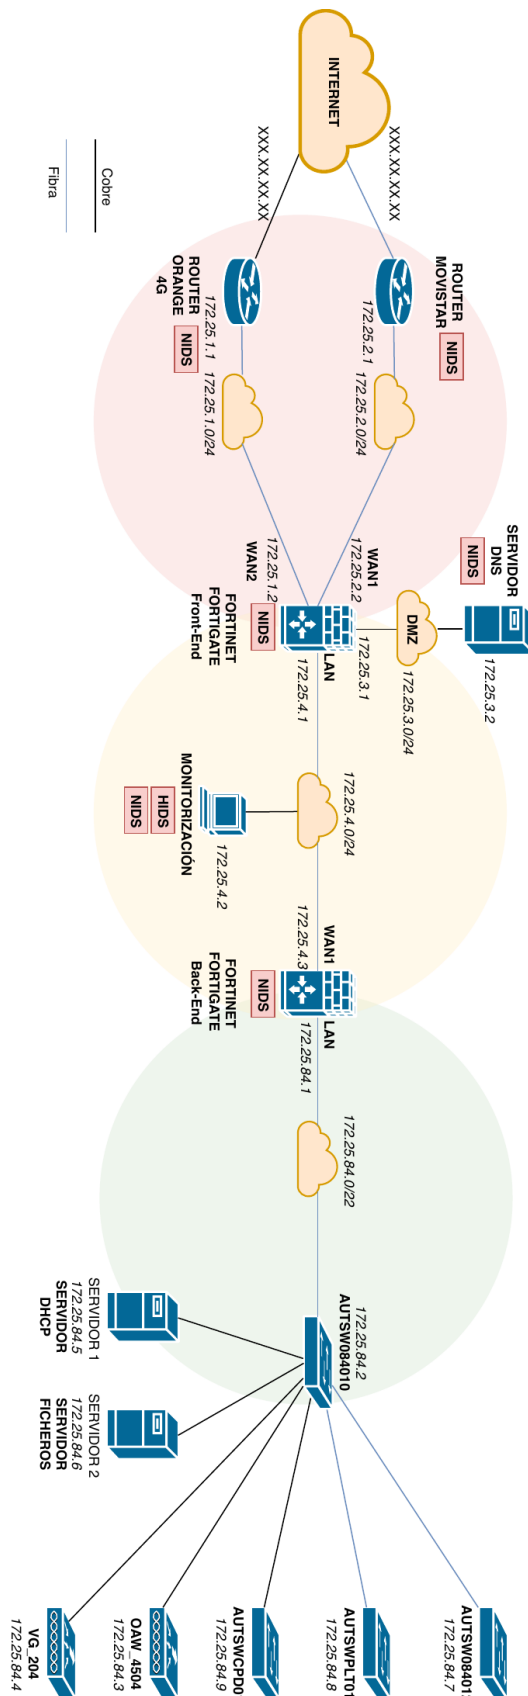 INTERNET
XXX.XX.XX.XX
XXX.XX.XX.XX
Cobre
Fibra
ROUTER
MOVISTAR
NIDS
172.25.2.1
172.25.2.0/24
ROUTER
ORANGE
4G
172.25.1.1
NIDS
172.25.1.0/24
WAN1
172.25.2.2
172.25.1.2
WAN2
SERVIDOR
DNS
NIDS
172.25.3.2
DMZ
172.25.3.0/24
172.25.3.1
LAN
172.25.4.1
NIDS
FORTINET
FORTIGATE
Front-End
172.25.4.0/24
172.25.4.2
MONITORIZACIÓN
HIDS
NIDS
WAN1
172.25.4.3
LAN
172.25.84.1
NIDS
FORTINET
FORTIGATE
Back-End
172.25.84.0/22
172.25.84.2
AUTSW084010
SERVIDOR 1
172.25.84.5
SERVIDOR
DHCP
SERVIDOR 2
172.25.84.6
SERVIDOR
FICHEROS
172.25.84.7
AUTSWPLT01
172.25.84.8
172.25.84.9
OAW_4504
172.25.84.3
VG_204
172.25.84.4